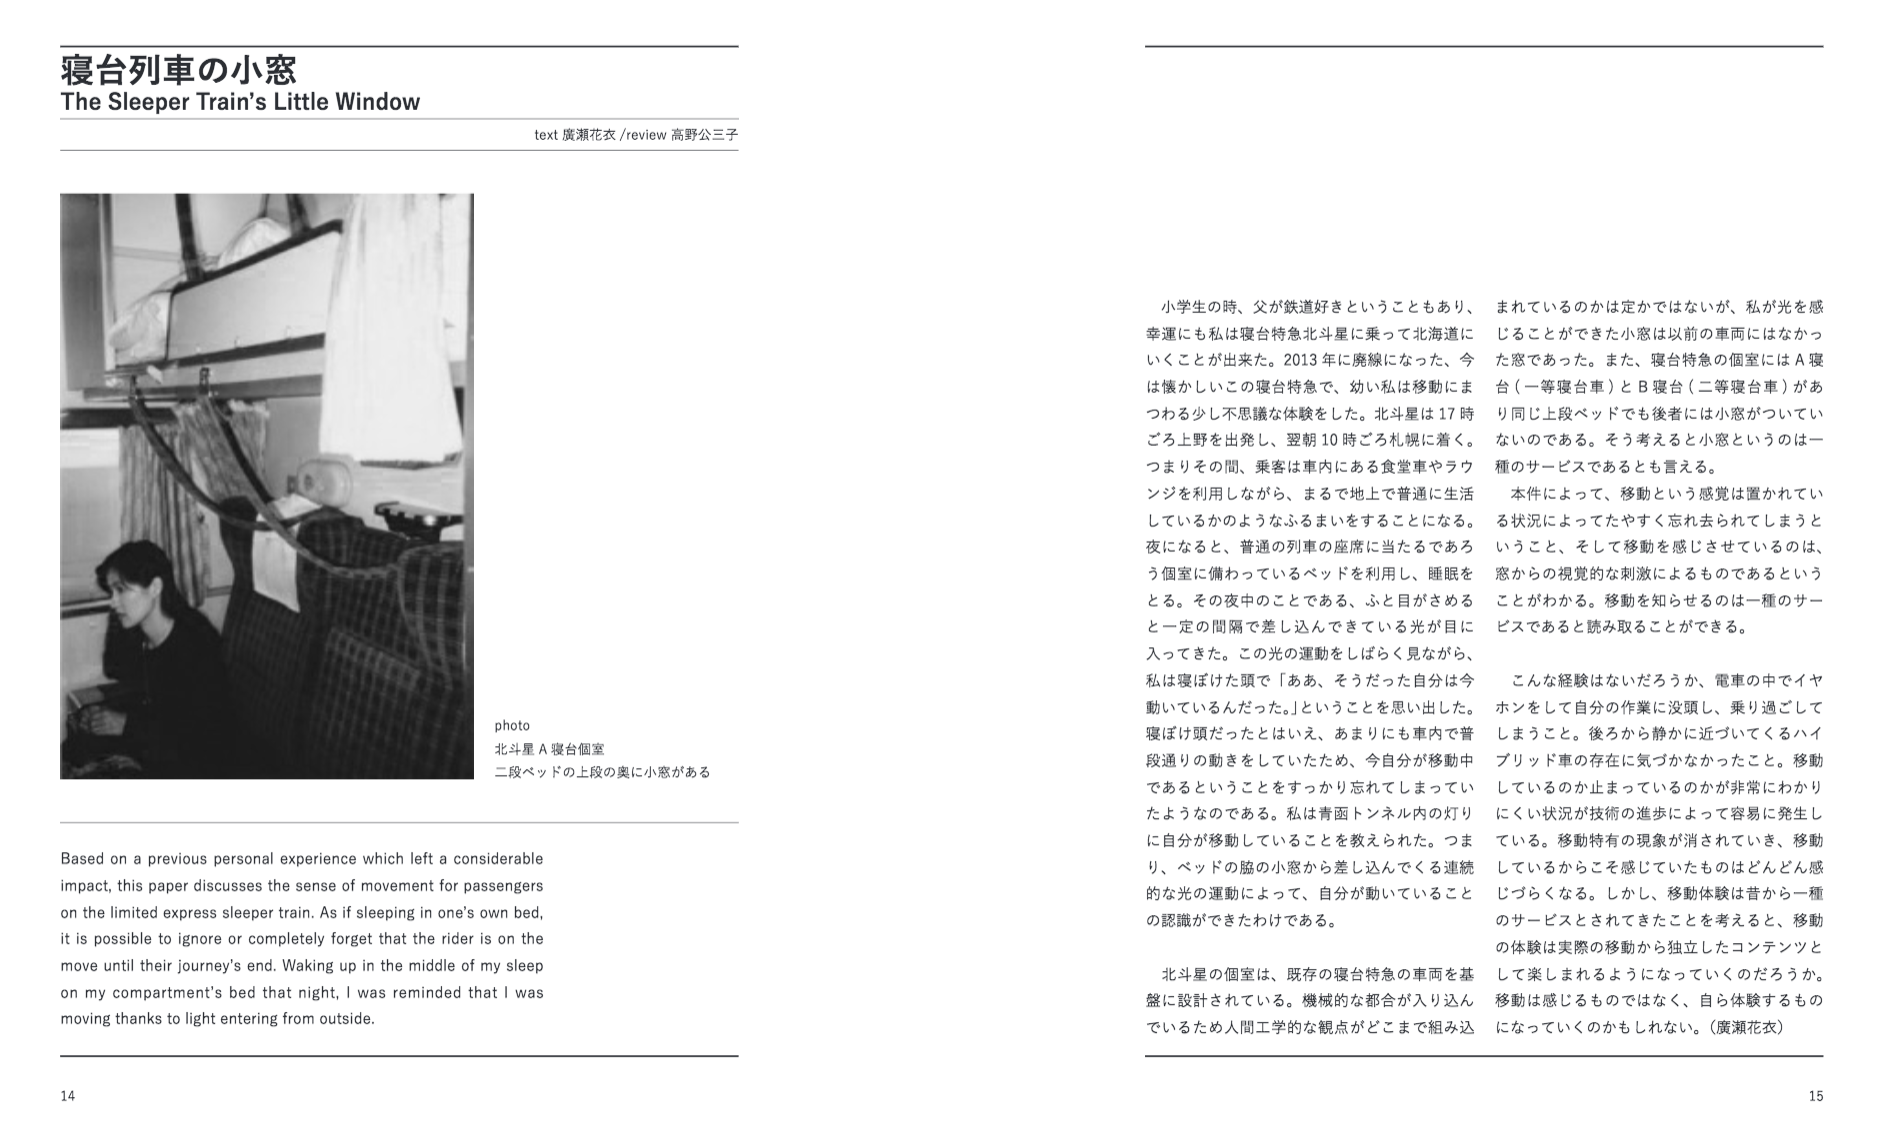 寝台列車の小窓
The Sleeper Train's Little Window
text 廣瀬花衣 /review 高野公三子
photo
北斗星 A 寝台個室
二段ベッドの上段の奥に小窓がある
Based on a previous personal experience which left a considerable
impact, this paper discusses the sense of movement for passengers
on the limited express sleeper train. As if sleeping in one's own bed,
it is possible to ignore or completely forget that the rider is on the
move until their journey's end. Waking up in the middle of my sleep
on my compartment's bed that night, I was reminded that I was
moving thanks to light entering from outside.
14
小学生の時、父が鉄道好きということもあり、
幸運にも私は寝台特急北斗星に乗って北海道に
いくことが出来た。2013 年に廃線になった、今
は懐かしいこの寝台特急で、幼い私は移動にま
つわる少し不思議な体験をした。北斗星は 17 時
ごろ上野を出発し、翌朝 10 時ごろ札幌に着く。
つまりその間、乗客は車内にある食堂車やラウ
ンジを利用しながら、まるで地上で普通に生活
しているかのようなふるまいをすることになる。
夜になると、普通の列車の座席に当たるであろ
う個室に備わっているベッドを利用し、睡眠を
とる。その夜中のことである、ふと目がさめる
と一定の間隔で差し込んできている光が目に
入ってきた。この光の運動をしばらく見ながら、
私は寝ぼけた頭で「ああ、そうだった自分は今
動いているんだった。」ということを思い出した。
寝ぼけ頭だったとはいえ、あまりにも車内で普
段通りの動きをしていたため、今自分が移動中
であるということをすっかり忘れてしまってい
たようなのである。私は青函トンネル内の灯り
に自分が移動していることを教えられた。つま
り、ベッドの脇の小窓から差し込んでくる連続
的な光の運動によって、自分が動いていること
の認識ができたわけである。
北斗星の個室は、既存の寝台特急の車両を基
盤に設計されている。機械的な都合が入り込ん
でいるため人間工学的な観点がどこまで組み込
まれているのかは定かではないが、私が光を感
じることができた小窓は以前の車両にはなかっ
た窓であった。また、寝台特急の個室には A 寝
台 ( 一等寝台車 ) と B 寝台 ( 二等寝台車 ) があ
り同じ上段ベッドでも後者には小窓がついてい
ないのである。そう考えると小窓というのは一
種のサービスであるとも言える。
本件によって、移動という感覚は置かれてい
る状況によってたやすく忘れ去られてしまうと
いうこと、そして移動を感じさせているのは、
窓からの視覚的な刺激によるものであるという
ことがわかる。移動を知らせるのは一種のサー
ビスであると読み取ることができる。
こんな経験はないだろうか、電車の中でイヤ
ホンをして自分の作業に没頭し、乗り過ごして
しまうこと。後ろから静かに近づいてくるハイ
ブリッド車の存在に気づかなかったこと。移動
しているのか止まっているのかが非常にわかり
にくい状況が技術の進歩によって容易に発生し
ている。移動特有の現象が消されていき、移動
しているからこそ感じていたものはどんどん感
じづらくなる。しかし、移動体験は昔から一種
のサービスとされてきたことを考えると、移動
の体験は実際の移動から独立したコンテンツと
して楽しまれるようになっていくのだろうか。
移動は感じるものではなく、自ら体験するもの
になっていくのかもしれない。（廣瀬花衣）
15